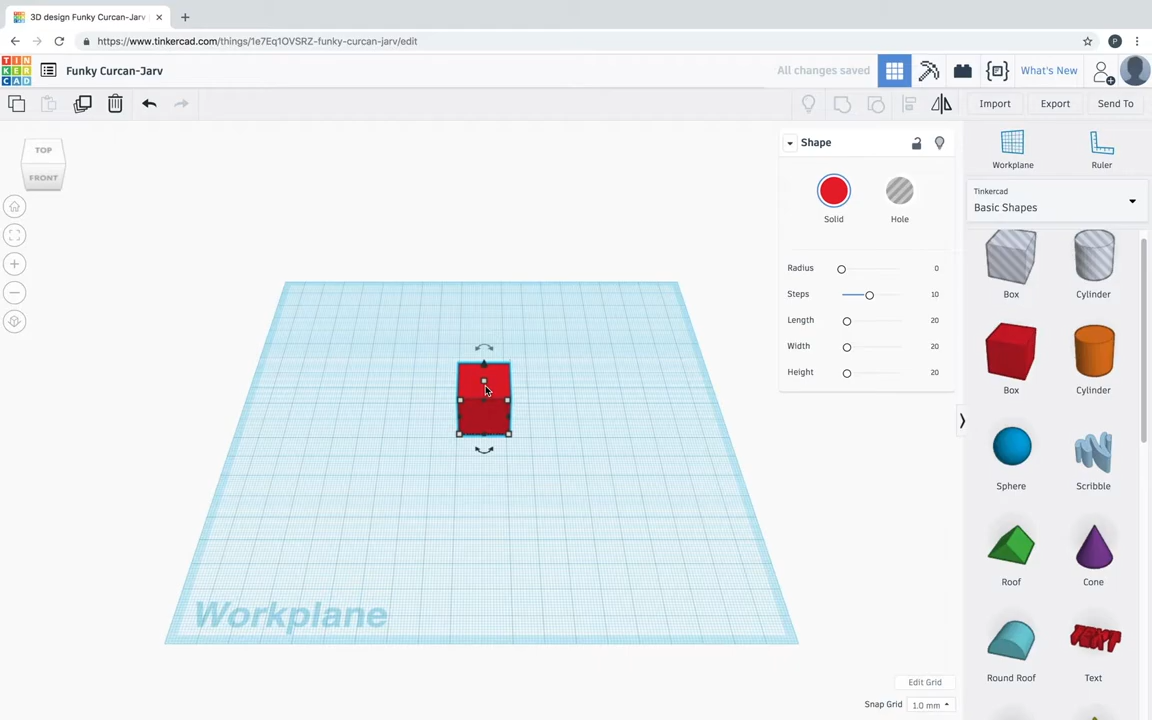 3D design Funky Curcan-Jarv
https://www.tinkercad.com/things/1e7Eq1OVSRZ-funky-curcan-jarv/edit
P
TIN
KER
CAD
Funky Curcan-Jarv
All changes saved
What's New
Import
Export
Send To
TOP
FRONT
Shape
Solid
Hole
Radius 0
Steps 10
Length 20
Width 20
Height 20
Workplane
Ruler
Tinkercad
Basic Shapes
Box
Cylinder
Box
Cylinder
Sphere
Scribble
Roof
Cone
Round Roof
TEXT
Text
Workplane
Edit Grid
Snap Grid 1.0 mm